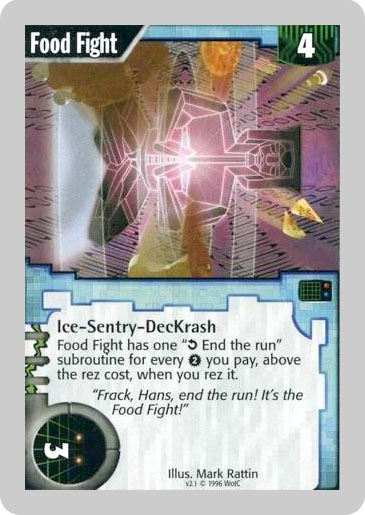 Food Fight
4
Ice-Sentry-DecKrash
Food Fight has one "↺ End the run"
subroutine for every ❷ you pay, above
the rez cost, when you rez it.
"Frack, Hans, end the run! It's the
Food Fight!"
3
Illus. Mark Rattin
v2.1 © 1996 WotC